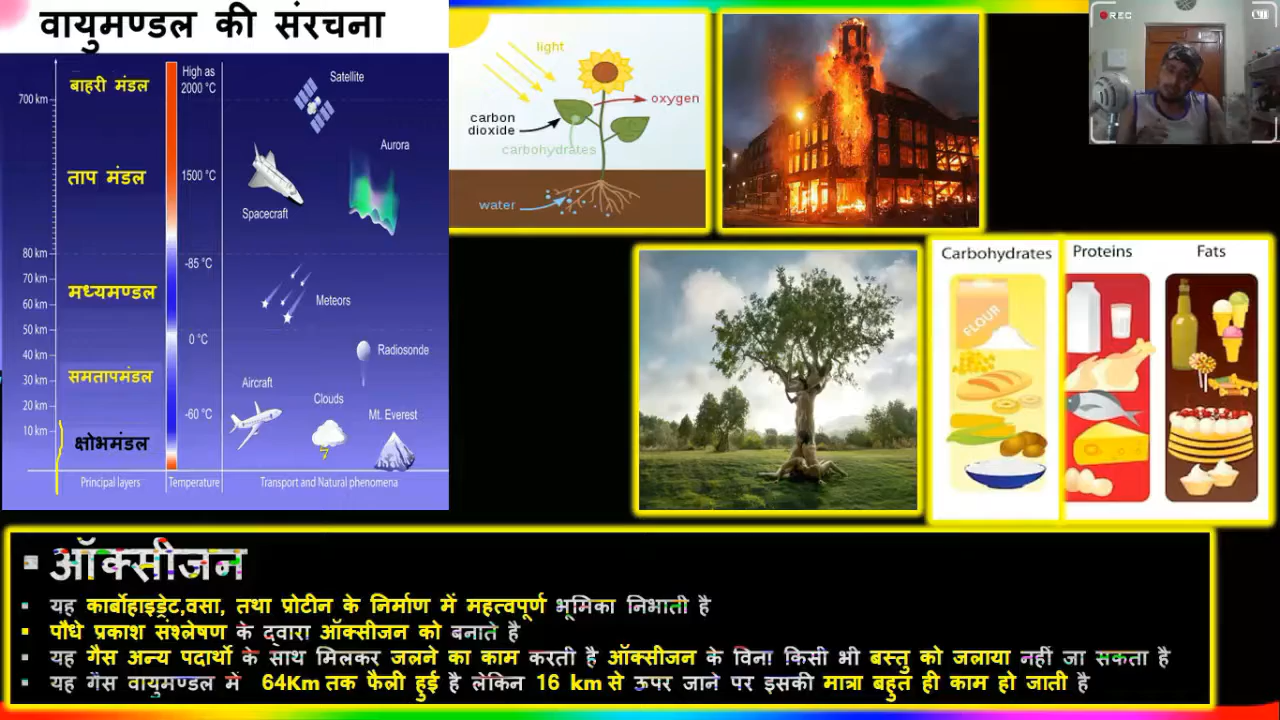 वायुमण्डल की संरचना
700 km
80 km
70 km
60 km
50 km
40 km
30 km
20 km
10 km
बाहरी मंडल
ताप मंडल
मध्यमण्डल
समतापमंडल
क्षोभमंडल
High as
2000 °C
1500 °C
-85 °C
0 °C
-60 °C
Satellite
Aurora
Spacecraft
Meteors
Radiosonde
Aircraft
Clouds
Mt. Everest
Principal layers
Temperature
Transport and Natural phenomena
light
oxygen
carbon
dioxide
carbohydrates
water
REC
Carbohydrates
Proteins
Fats
FLOUR
ऑक्सीजन
यह कार्बोहाइड्रेट,वसा, तथा प्रोटीन के निर्माण में महत्वपूर्ण भूमिका निभाती है
पौधे प्रकाश संश्लेषण के द्वारा ऑक्सीजन को बनाते है
यह गैस अन्य पदार्थो के साथ मिलकर जलने का काम करती है ऑक्सीजन के विना किसी भी बस्तु को जलाया नहीं जा सकता है
यह गैस वायुमण्डल में 64Km तक फैली हुई है लेकिन 16 km से ऊपर जाने पर इसकी मात्रा बहुत ही काम हो जाती है